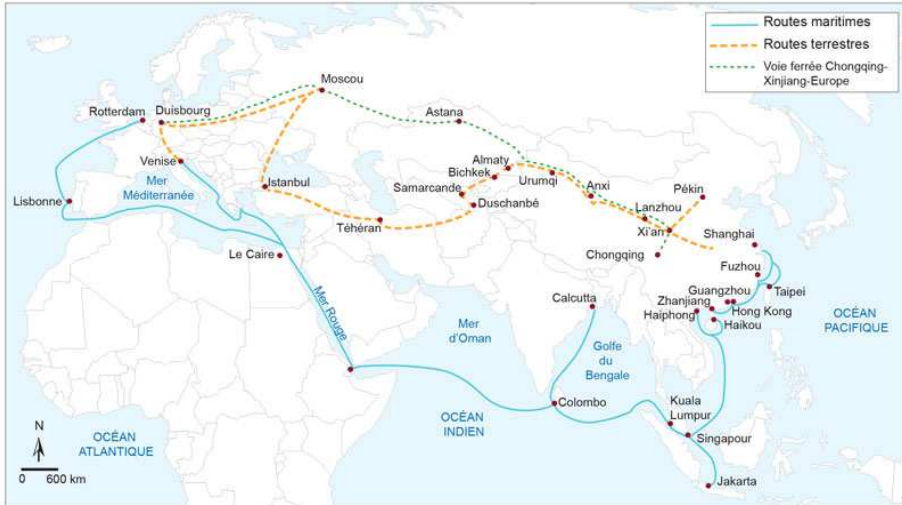 Routes maritimes
Routes terrestres
Voie ferrée Chongqing-
Xinjiang-Europe
Moscou
Rotterdam
Duisbourg
Astana
Venise
Almaty
Bichkek
Urumqi
Istanbul
Samarcande
Anxi
Pékin
Mer
Méditerranée
Lisbonne
Duschanbé
Lanzhou
Téhéran
Xi'an
Shanghai
Le Caire
Chongqing
Fuzhou
Mer Rouge
Calcutta
Guangzhou
Taipei
Zhanjiang
Hong Kong
Haiphong
Haikou
OCÉAN
PACIFIQUE
Mer
d'Oman
Golfe
du
Bengale
Colombo
Kuala
Lumpur
OCÉAN
INDIEN
Singapour
OCÉAN
ATLANTIQUE
N
0 600 km
Jakarta